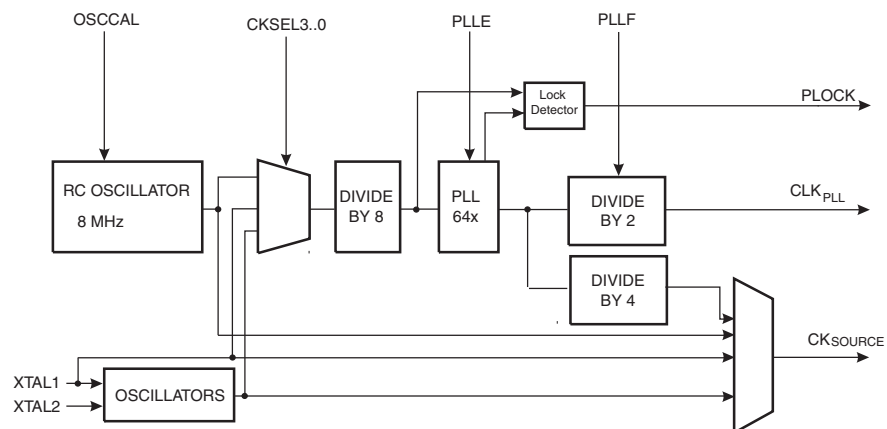 OSCCAL
CKSEL3..0
PLLE
PLLF
Lock
Detector
PLOCK
RC OSCILLATOR
8 MHz
DIVIDE
BY 8
PLL
64x
DIVIDE
BY 2
CLKPLL
DIVIDE
BY 4
CKSOURCE
XTAL1
XTAL2
OSCILLATORS